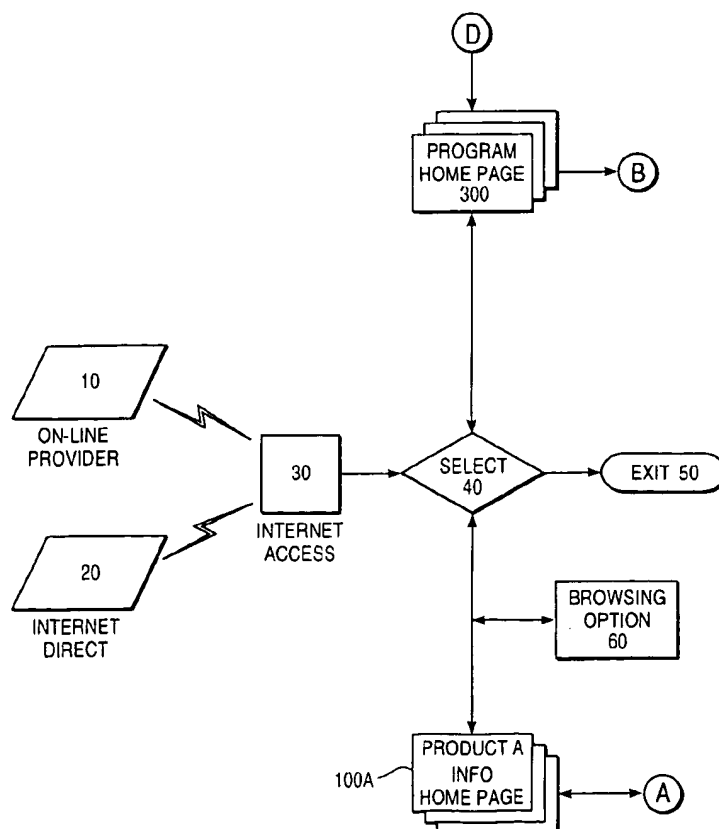 D
PROGRAM
HOME PAGE
300
B
10
ON-LINE
PROVIDER
30
INTERNET
ACCESS
SELECT
40
EXIT 50
20
INTERNET
DIRECT
BROWSING
OPTION
60
100A
PRODUCT A
INFO
HOME PAGE
A